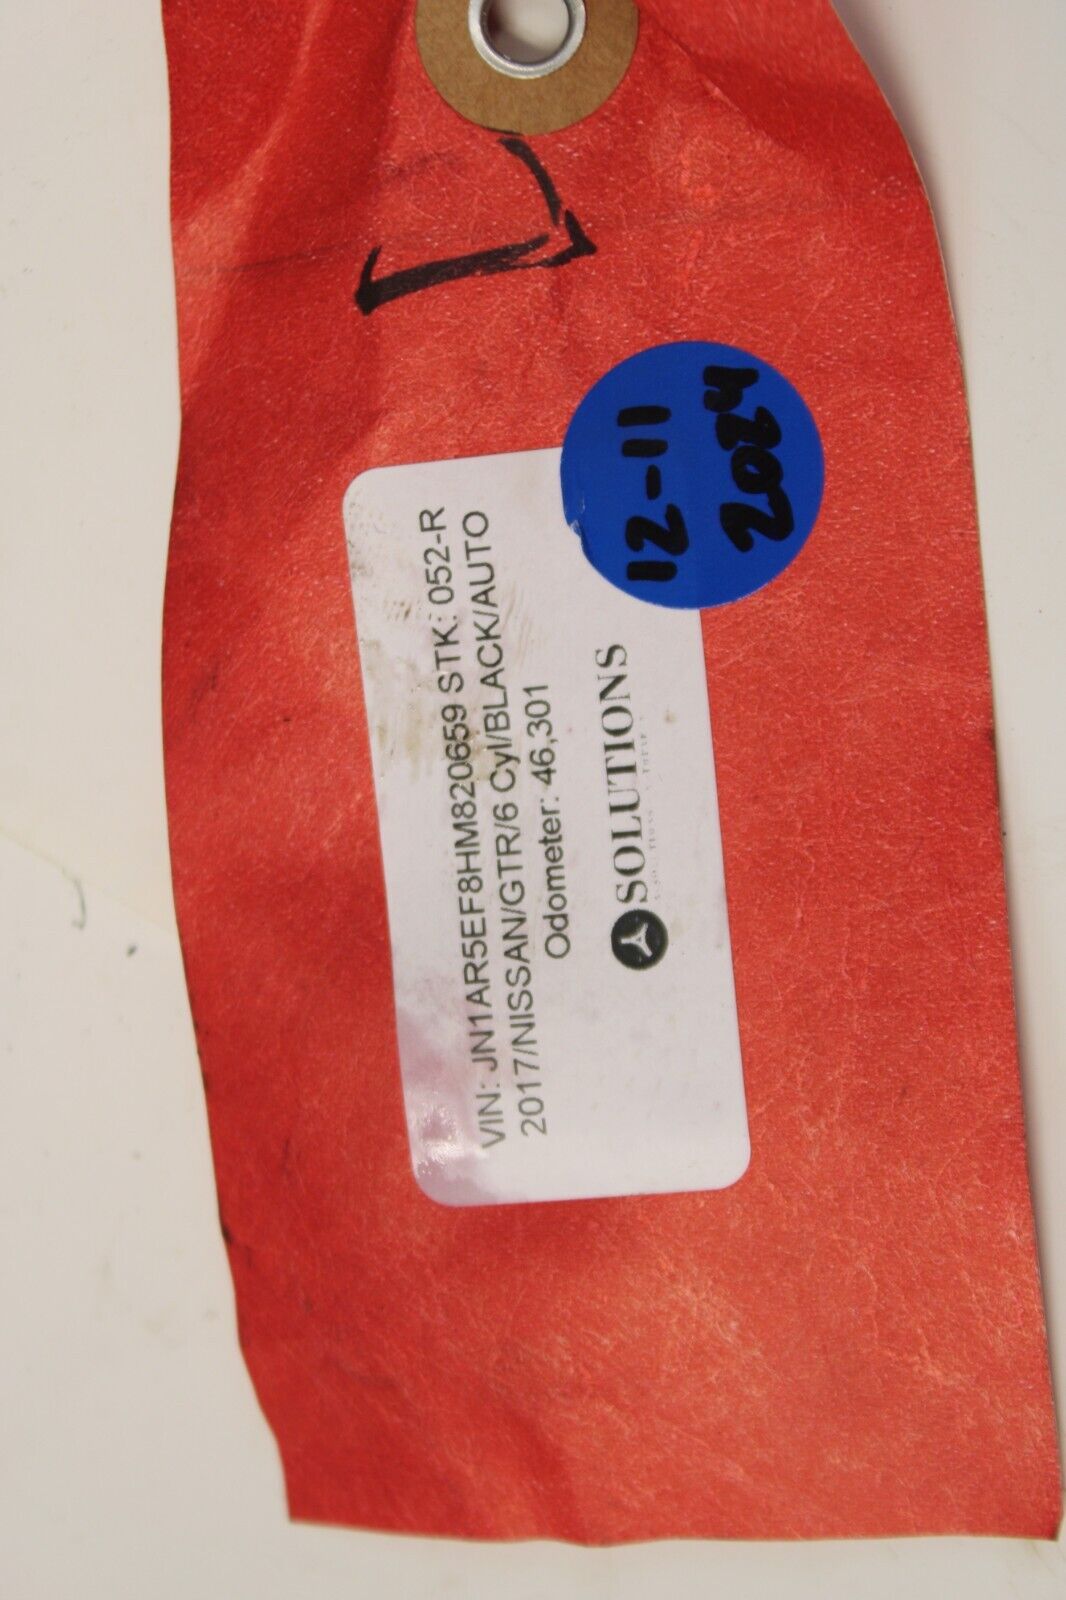 12-11
2024
VIN: JN1AR5EF8HM820659 STK: 052-R
2017/NISSAN/GTR/6 Cyl/BLACK/AUTO
Odometer: 46,301
SOLUTIONS